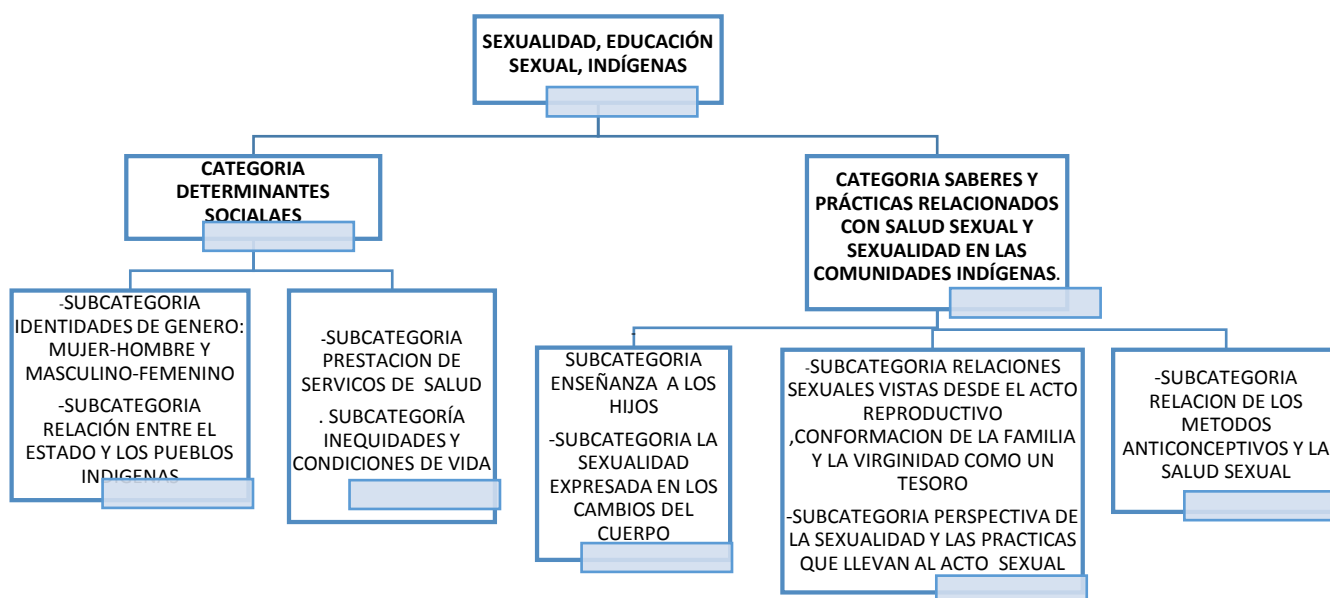 SEXUALIDAD, EDUCACIÓN
SEXUAL, INDÍGENAS
CATEGORIA
DETERMINANTES
SOCIALAES
CATEGORIA SABERES Y
PRÁCTICAS RELACIONADOS
CON SALUD SEXUAL Y
SEXUALIDAD EN LAS
COMUNIDADES INDÍGENAS.
-SUBCATEGORIA
IDENTIDADES DE GENERO:
MUJER-HOMBRE Y
MASCULINO-FEMENINO
-SUBCATEGORIA
RELACIÓN ENTRE EL
ESTADO Y LOS PUEBLOS
INDIGENAS
-SUBCATEGORIA
PRESTACION DE
SERVICOS DE SALUD
. SUBCATEGORÍA
INEQUIDADES Y
CONDICIONES DE VIDA
-
SUBCATEGORIA
ENSEÑANZA A LOS
HIJOS
-SUBCATEGORIA LA
SEXUALIDAD
EXPRESADA EN LOS
CAMBIOS DEL
CUERPO
-SUBCATEGORIA RELACIONES
SEXUALES VISTAS DESDE EL ACTO
REPRODUCTIVO
,CONFORMACION DE LA FAMILIA
Y LA VIRGINIDAD COMO UN
TESORO
-SUBCATEGORIA PERSPECTIVA DE
LA SEXUALIDAD Y LAS PRACTICAS
QUE LLEVAN AL ACTO SEXUAL
-SUBCATEGORIA
RELACION DE LOS
METODOS
ANTICONCEPTIVOS Y LA
SALUD SEXUAL